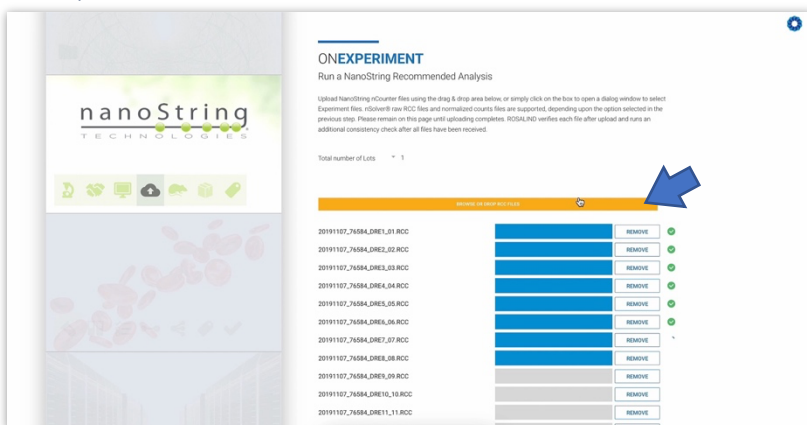 nanoString
TECHNOLOGIES
ONEXPERIMENT
Run a NanoString Recommended Analysis
Upload NanoString nCounter files using the drag & drop area below, or simply click on the box to open a dialog window to select
Experiment files. nSolver® raw RCC files and normalized counts files are supported, depending upon the option selected in the
previous step. Please remain on this page until uploading completes. ROSALIND verifies each file after upload and runs an
additional consistency check after all files have been received.
Total number of Lots 1
BROWSE OR DROP RCC FILES
20191107_76584_DRE1_01.RCC REMOVE
20191107_76584_DRE2_02.RCC REMOVE
20191107_76584_DRE3_03.RCC REMOVE
20191107_76584_DRE4_04.RCC REMOVE
20191107_76584_DRE5_05.RCC REMOVE
20191107_76584_DRE6_06.RCC REMOVE
20191107_76584_DRE7_07.RCC REMOVE
20191107_76584_DRE8_08.RCC REMOVE
20191107_76584_DRE9_09.RCC REMOVE
20191107_76584_DRE10_10.RCC REMOVE
20191107_76584_DRE11_11.RCC REMOVE